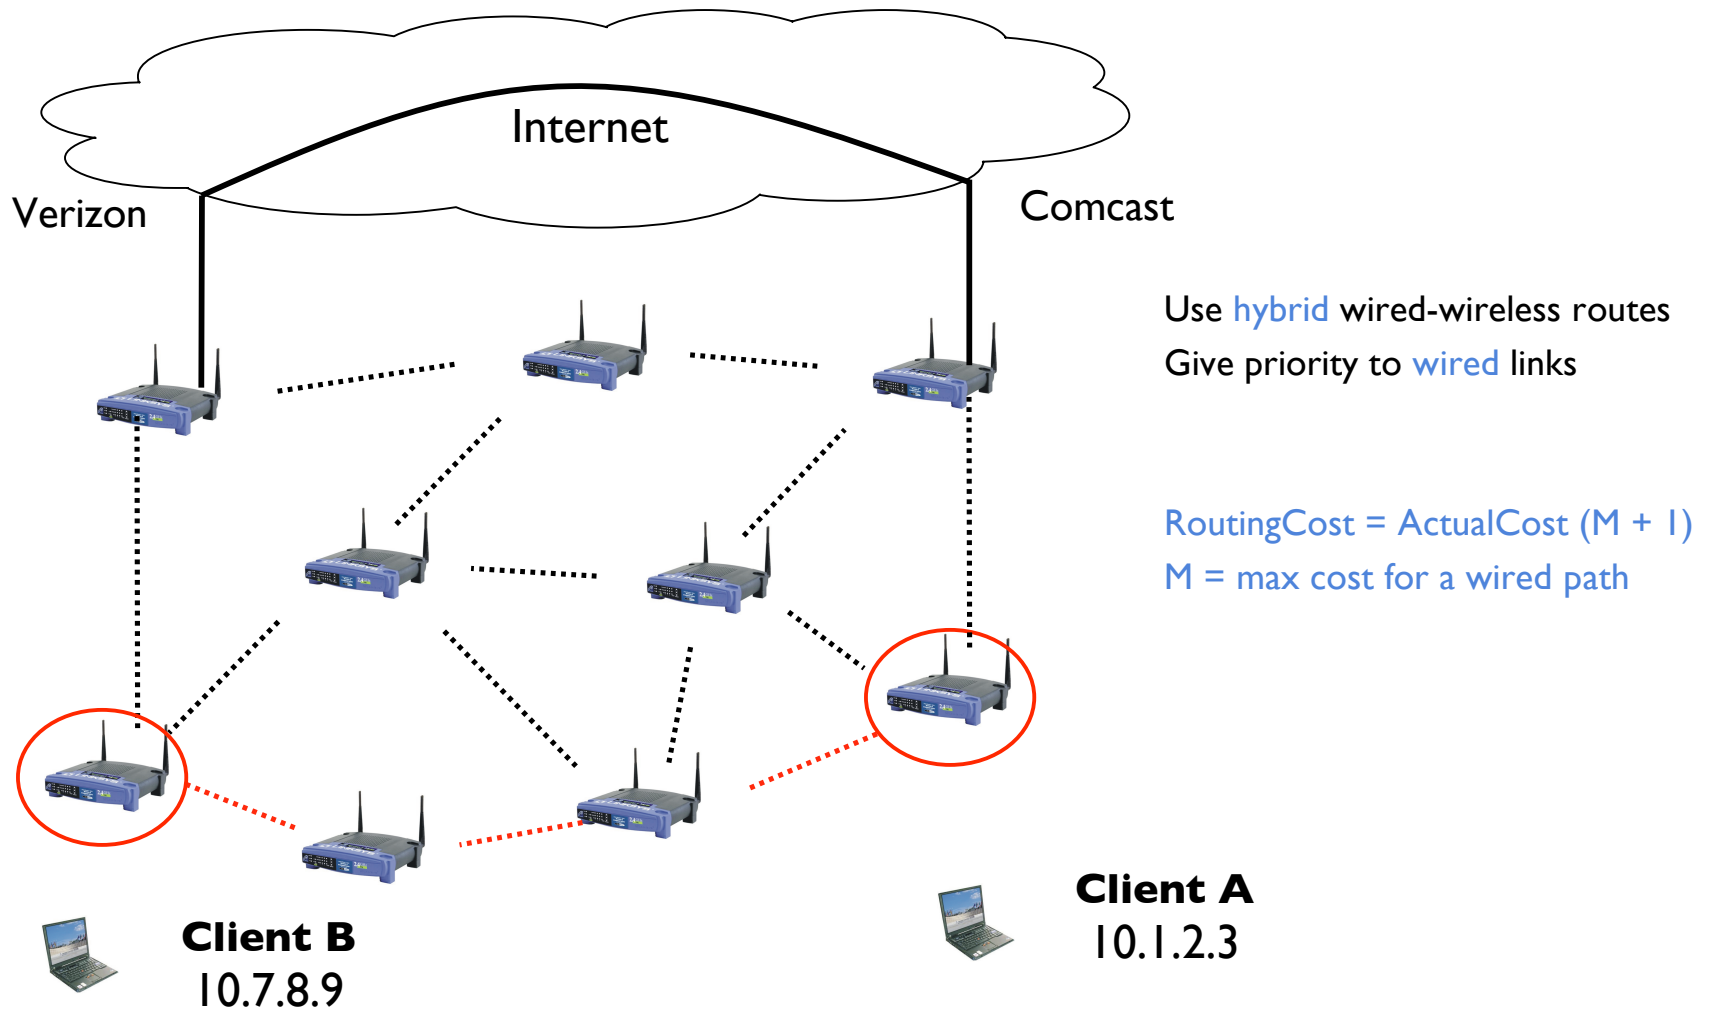 Internet
Verizon
Comcast
Use hybrid wired-wireless routes
Give priority to wired links
RoutingCost = ActualCost (M + 1)
M = max cost for a wired path
Client A
10.1.2.3
Client B
10.7.8.9